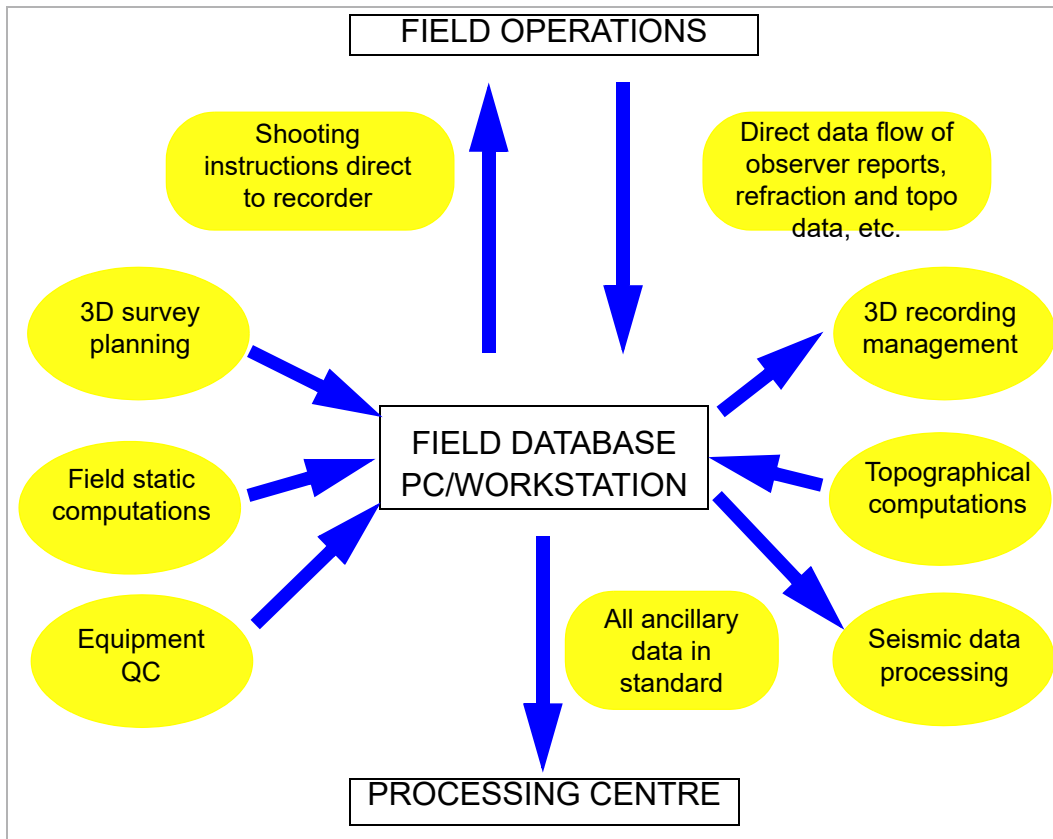 FIELD OPERATIONS
Shooting
instructions direct
to recorder
Direct data flow of
observer reports,
refraction and topo
data, etc.
3D survey
planning
3D recording
management
FIELD DATABASE
PC/WORKSTATION
Field static
computations
Topographical
computations
Equipment
QC
All ancillary
data in
standard
Seismic data
processing
PROCESSING CENTRE